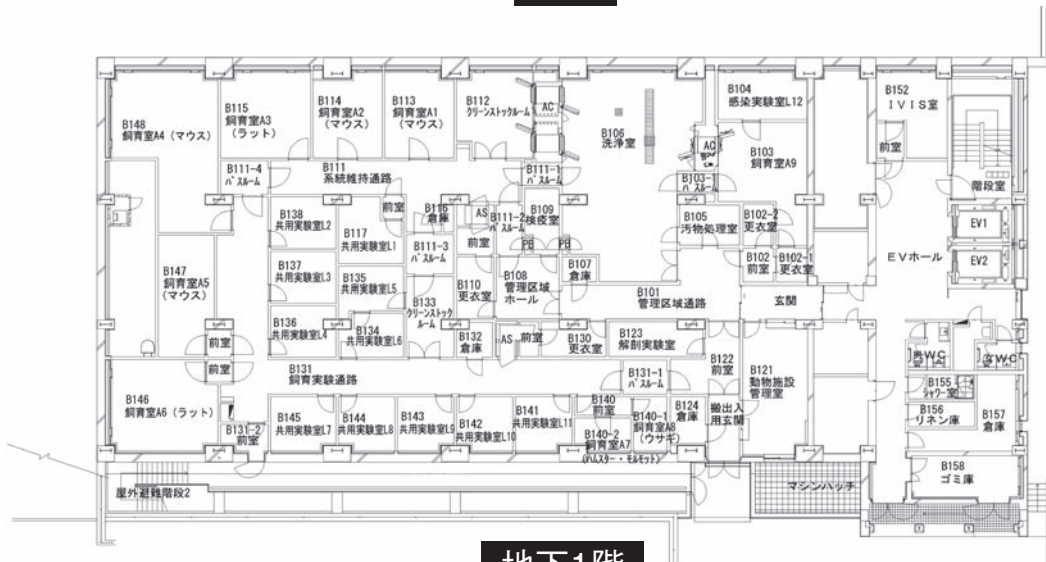 B148
飼育室A4（マウス）
B115
飼育室A3
（ラット）
B114
飼育室A2
（マウス）
B113
飼育室A1
（マウス）
B112
クリーンストックルーム
AC
B106
洗浄室
B104
感染実験室L12
AC
B103
飼育室A9
B152
ＩＶＩＳ室
前室
階段室
B111-4
パスルーム
B111
系統維持通路
B111-1
パスルーム
B103-1
パスルーム
B138
共用実験室L2
前室
B117
共用実験室L1
B116
倉庫
AS
前室
B111-2
パスルーム
B109
検疫室
B105
汚物処理室
B102-2
更衣室
EV1
EV2
EVホール
B111-3
パスルーム
PB
PB
B147
飼育室A5
（マウス）
B137
共用実験室L3
B135
共用実験室L5
B133
クリーンストック
ルーム
B110
更衣室
B108
管理区域
ホール
B107
倉庫
B102
前室
B102-1
更衣室
B101
管理区域通路
玄関
B136
共用実験室L4
B134
共用実験室L6
B132
倉庫
AS
前室
B130
更衣室
B123
解剖実験室
B122
前室
B121
動物施設
管理室
男WC
女WC
前室
前室
B131
飼育実験通路
B131-1
パスルーム
B146
飼育室A6（ラット）
B131-2
前室
B145
共用実験室L7
B144
共用実験室L8
B143
共用実験室L9
B142
共用実験室L10
B141
共用実験室L11
B140
前室
B140-2
飼育室A7
（ハムスター・モルモット）
B140-1
飼育室A8
（ウサギ）
B124
倉庫
搬出入
用玄関
B155
シャワー室
B156
リネン庫
B157
倉庫
B158
ゴミ庫
屋外避難階段2
マシンハッチ
地下1階